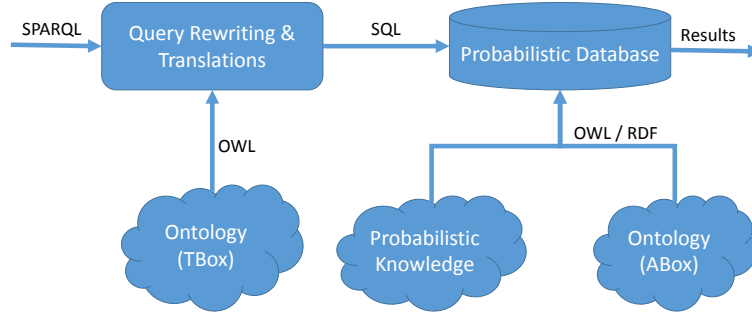 SPARQL
Query Rewriting &
Translations
SQL
Probabilistic Database
Results
OWL
OWL / RDF
Ontology
(TBox)
Probabilistic
Knowledge
Ontology
(ABox)